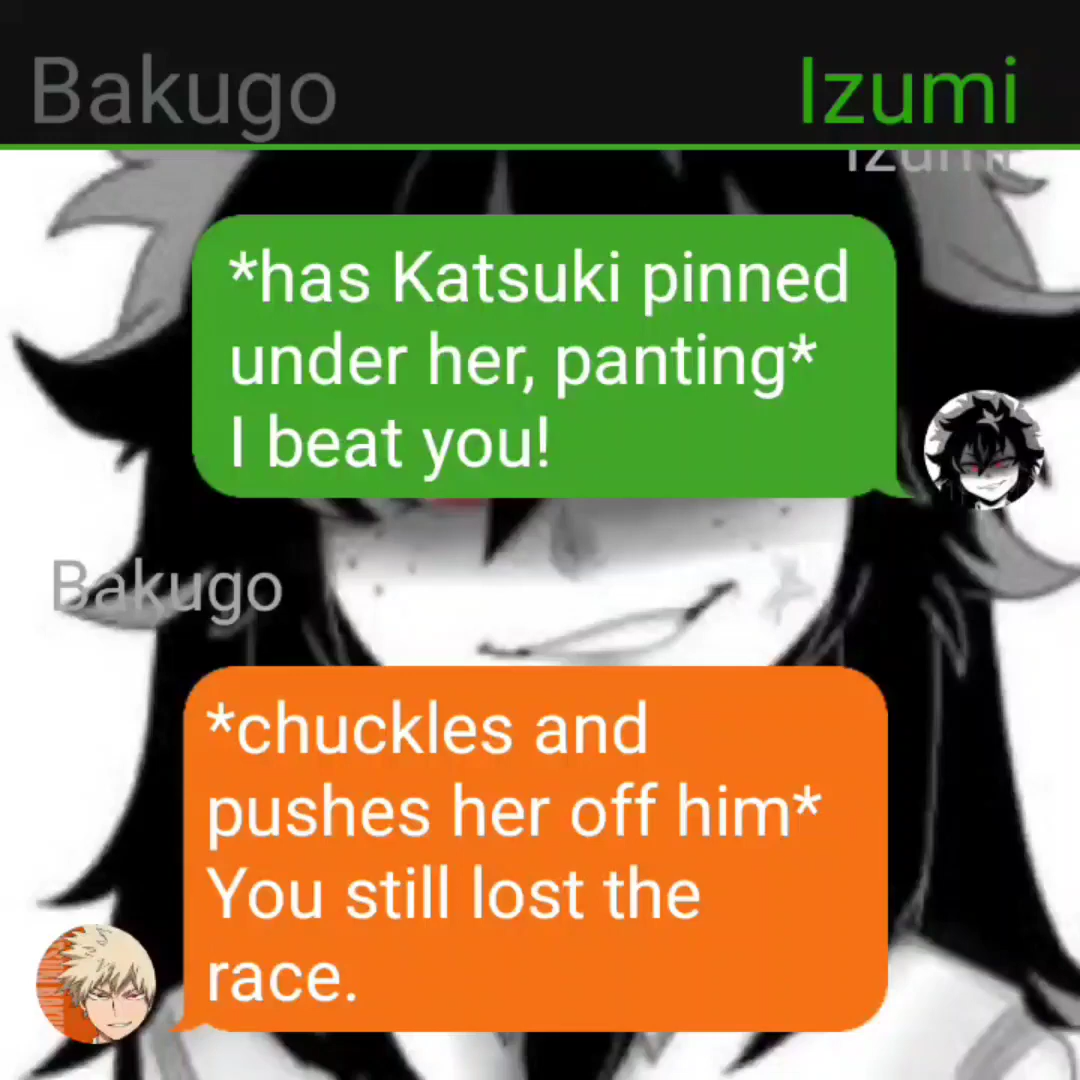 Bakugo Izumi
Izumi
*has Katsuki pinned
under her, panting*
I beat you!
Bakugo
*chuckles and
pushes her off him*
You still lost the
race.